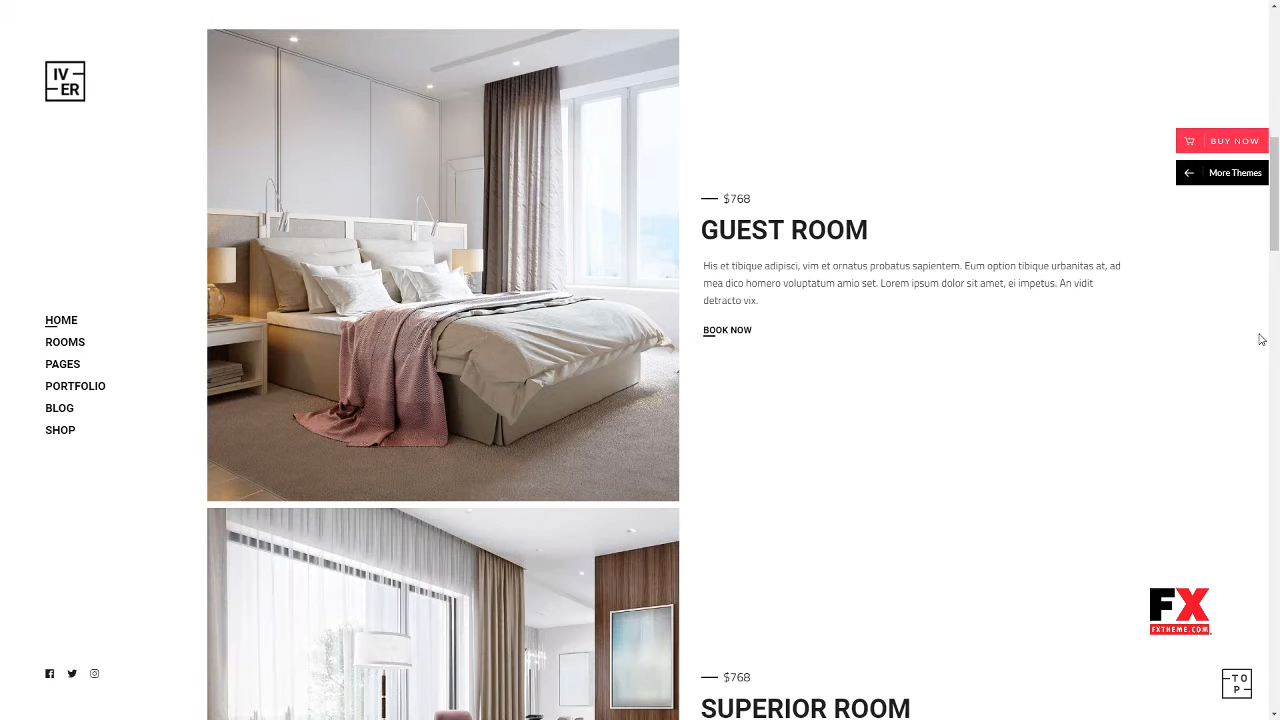 IV
ER
HOME
ROOMS
PAGES
PORTFOLIO
BLOG
SHOP
BUY NOW
More Themes
$768
GUEST ROOM
His et tibique adipisci, vim et ornatus probatus sapientem. Eum option tibique urbanitas at, ad
mea dico homero voluptatum amio set. Lorem ipsum dolor sit amet, ei impetus. An vidit
detracto vix.
BOOK NOW
$768
SUPERIOR ROOM
FX
FXTHEME.COM
TO
P